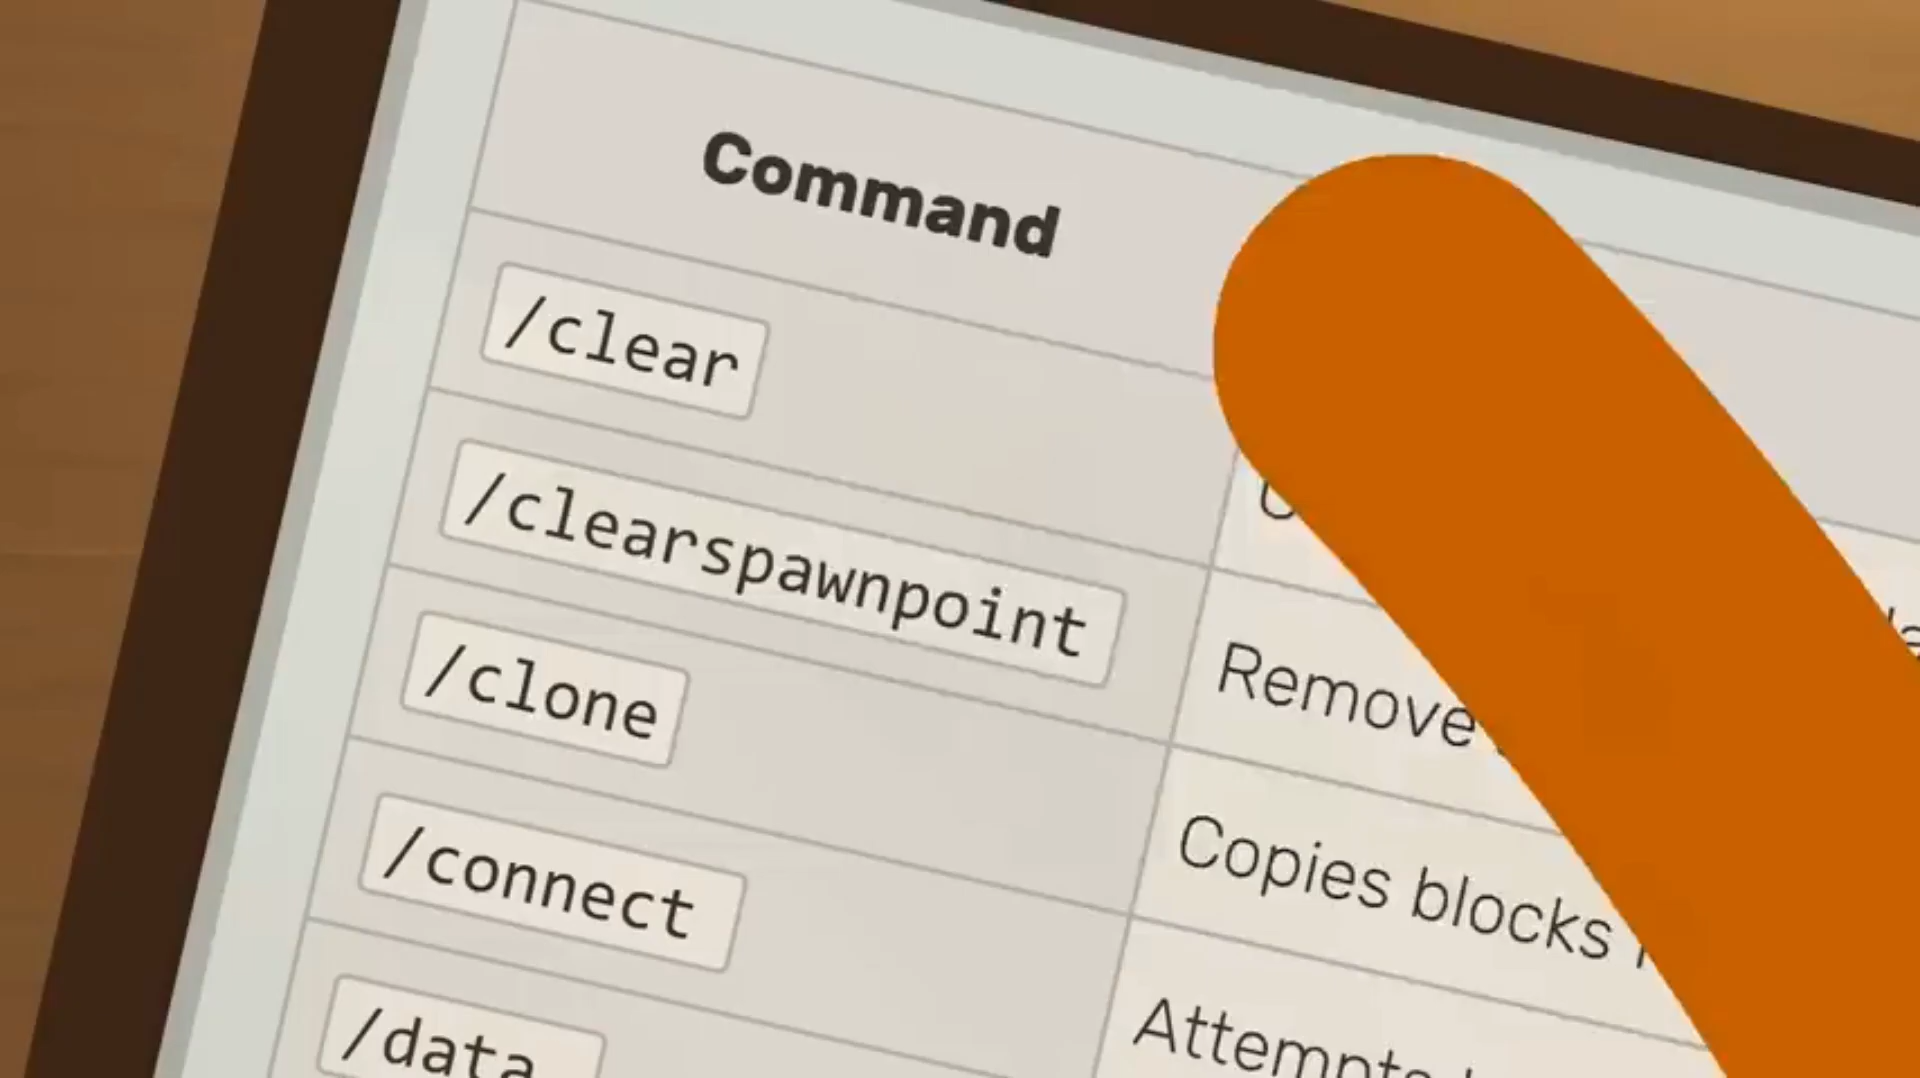 Command
/clear
/clearspawnpoint
Remove
/clone
Copies blocks
/connect
Attempts
/data